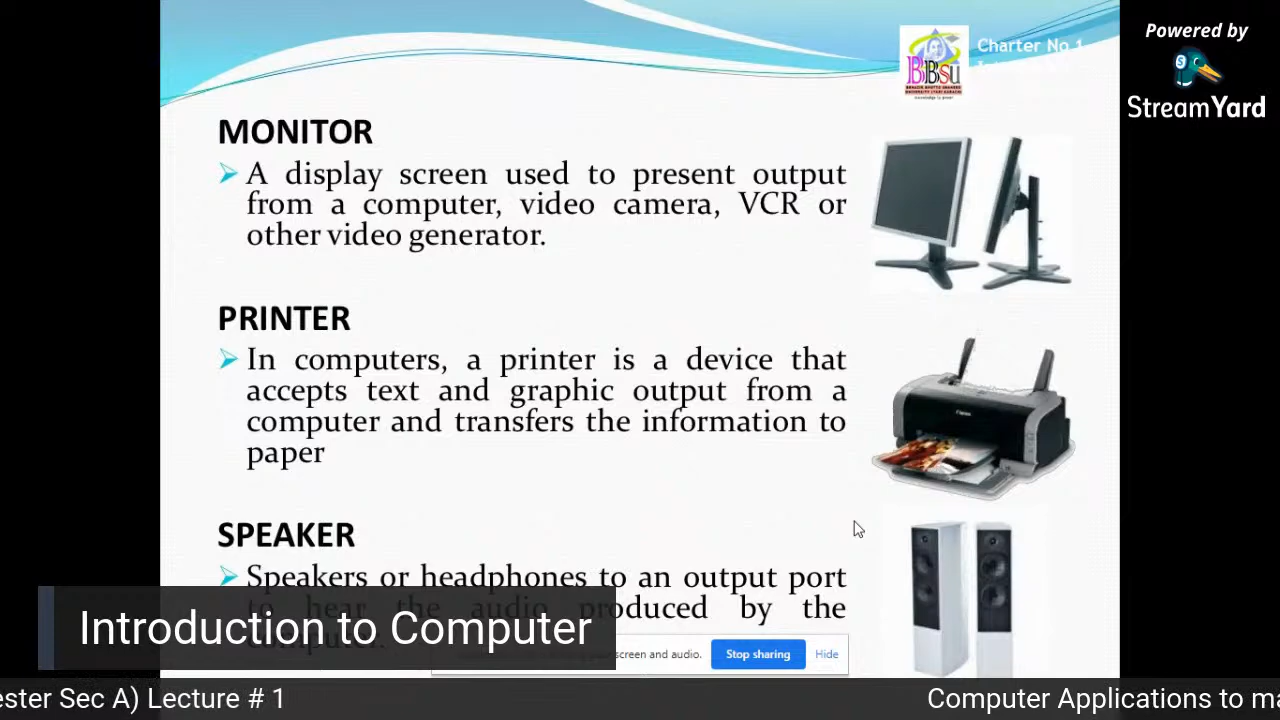 Powered by
StreamYard
Charter No 1
BBSU
MONITOR
A display screen used to present output
from a computer, video camera, VCR or
other video generator.
PRINTER
In computers, a printer is a device that
accepts text and graphic output from a
computer and transfers the information to
paper
Canon
SPEAKER
Speakers or headphones to an output port
to hear the audio produced by the
computer.
Introduction to Computer
screen and audio.
Stop sharing
Hide
ester Sec A) Lecture # 1
Computer Applications to ma